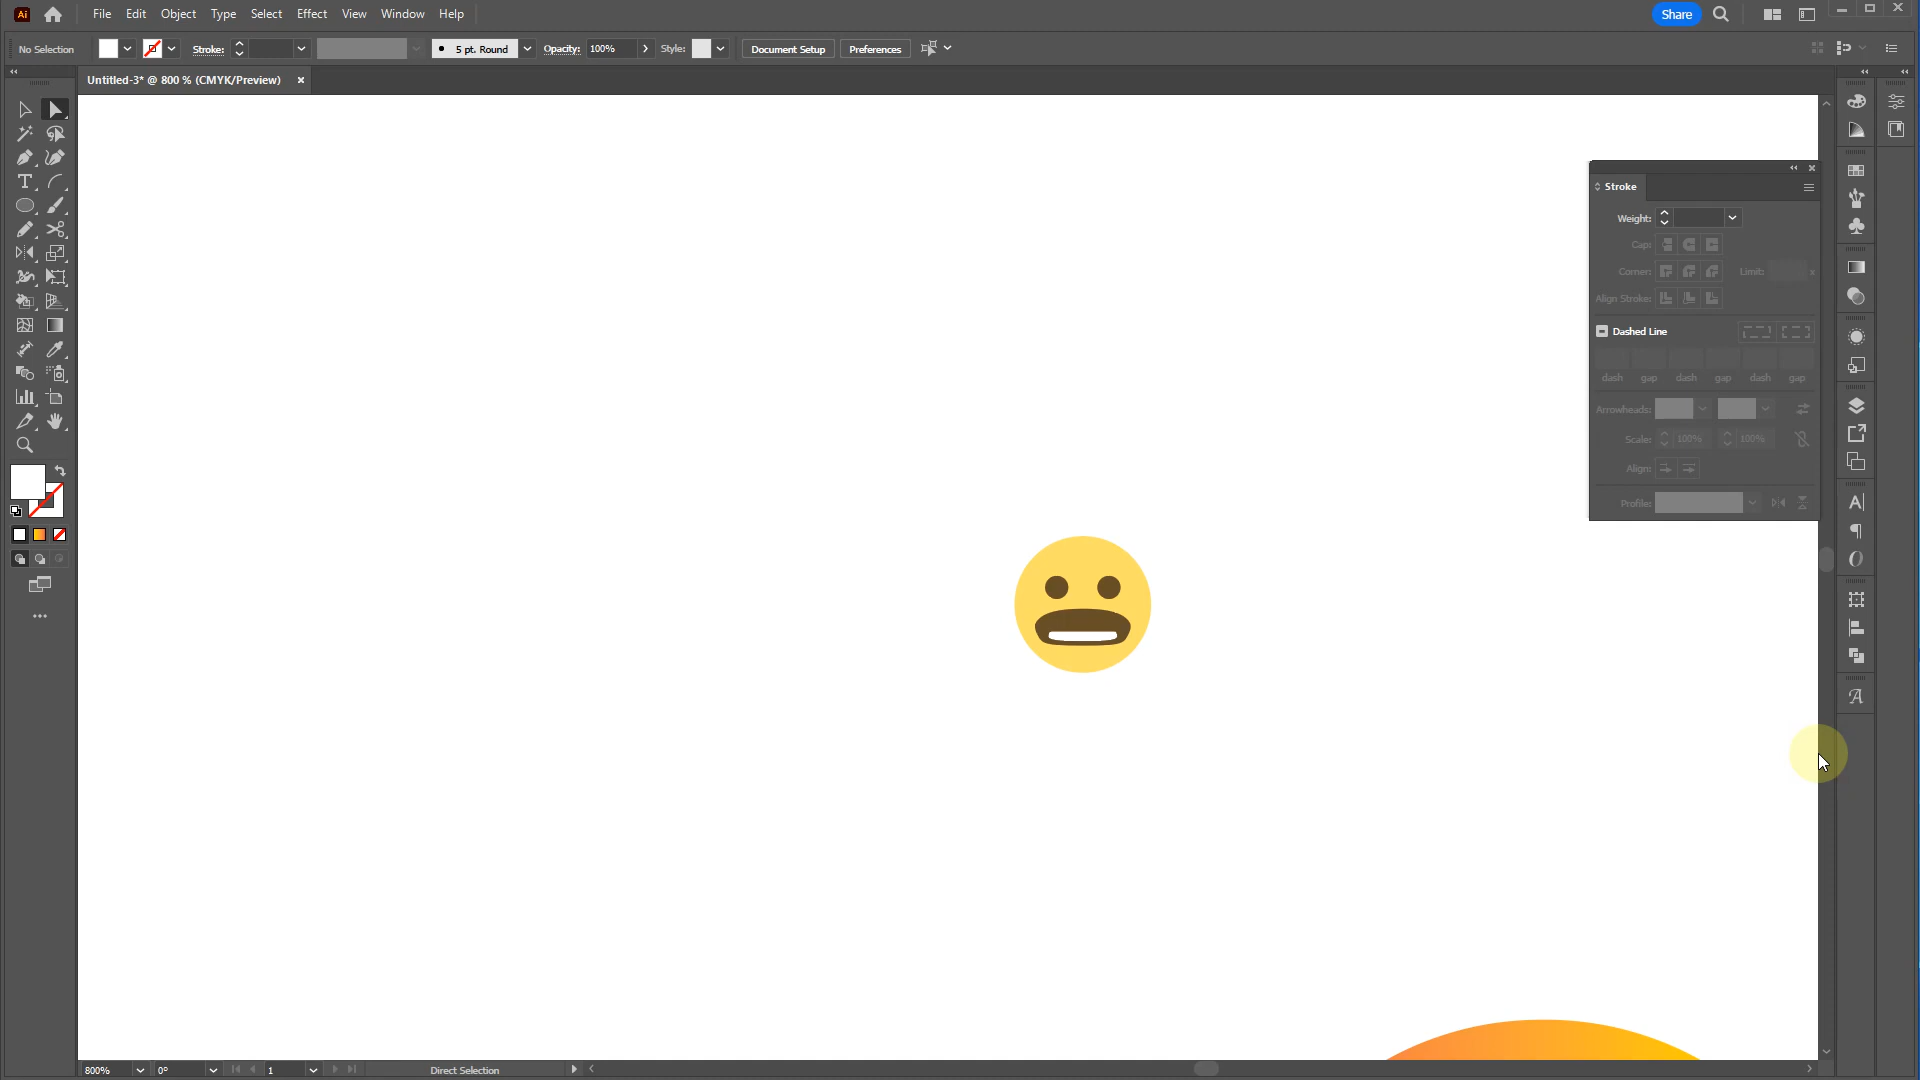 Ai File Edit Object Type Select Effect View Window Help Share
No Selection Stroke: 5 pt. Round Opacity: 100% Style: Document Setup Preferences
Untitled-3* @ 800 % (CMYK/Preview) ×
Stroke
Weight:
Cap:
Corner: Limit: x
Align Stroke:
Dashed Line
dash gap dash gap dash gap
Arrowheads:
Scale: 100% 100%
Align:
Profile:
800% 0° 1 Direct Selection